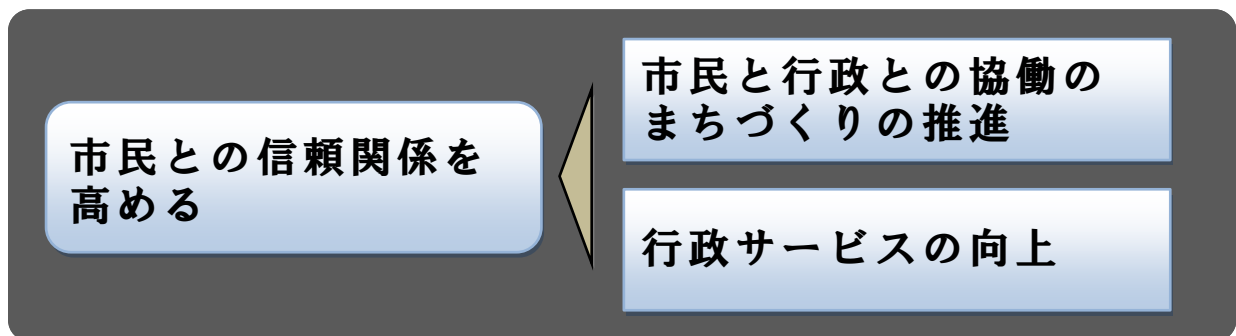 市民との信頼関係を
高める
市民と行政との協働の
まちづくりの推進
行政サービスの向上